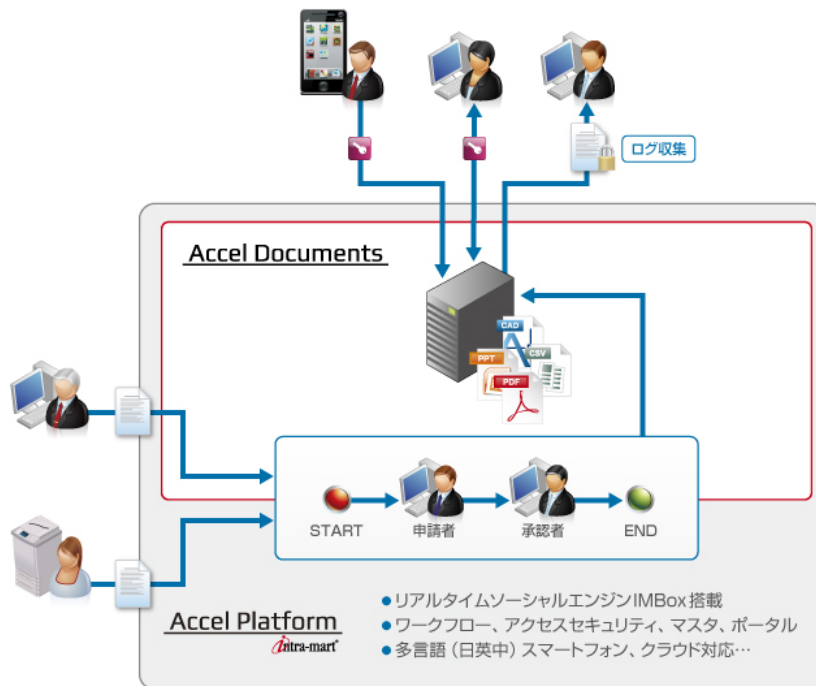 ログ収集
Accel Documents
CAD
PPT
CSV
PDF
START
申請者
承認者
END
Accel Platform
intra-mart®
●リアルタイムソーシャルエンジンIMBox搭載
●ワークフロー、アクセスセキュリティ、マスタ、ポータル
●多言語（日英中）スマートフォン、クラウド対応…